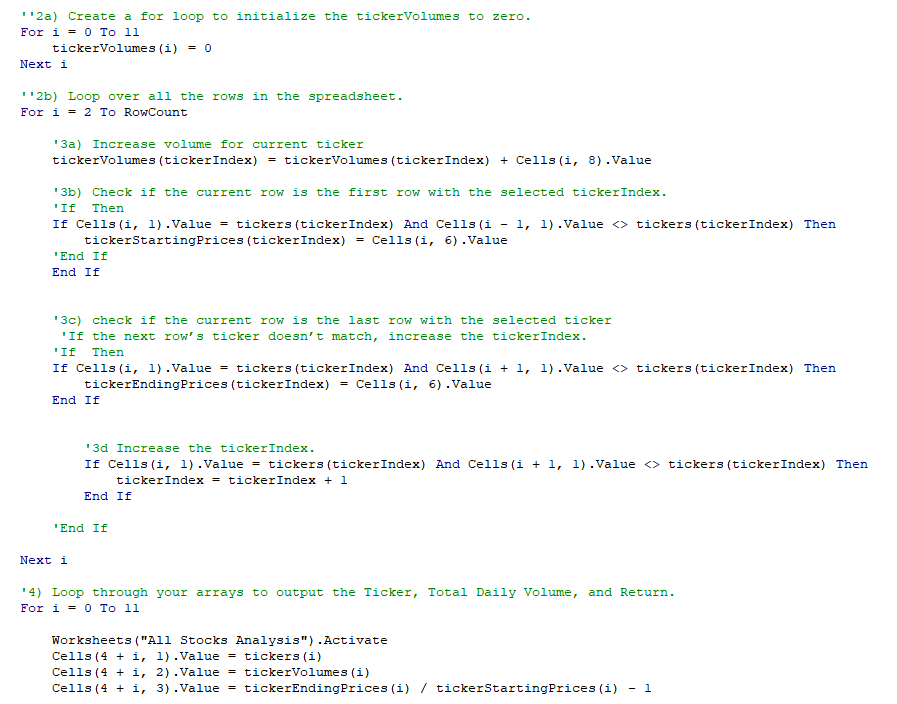 ''2a) Create a for loop to initialize the tickerVolumes to zero.
For i = 0 To 11
tickerVolumes(i) = 0
Next i
''2b) Loop over all the rows in the spreadsheet.
For i = 2 To RowCount
'3a) Increase volume for current ticker
tickerVolumes(tickerIndex) = tickerVolumes(tickerIndex) + Cells(i, 8).Value
'3b) Check if the current row is the first row with the selected tickerIndex.
'If  Then
If Cells(i, 1).Value = tickers(tickerIndex) And Cells(i - 1, 1).Value <> tickers(tickerIndex) Then
tickerStartingPrices(tickerIndex) = Cells(i, 6).Value
'End If
End If
'3c) check if the current row is the last row with the selected ticker
'If the next row’s ticker doesn’t match, increase the tickerIndex.
'If  Then
If Cells(i, 1).Value = tickers(tickerIndex) And Cells(i + 1, 1).Value <> tickers(tickerIndex) Then
tickerEndingPrices(tickerIndex) = Cells(i, 6).Value
End If
'3d Increase the tickerIndex.
If Cells(i, 1).Value = tickers(tickerIndex) And Cells(i + 1, 1).Value <> tickers(tickerIndex) Then
tickerIndex = tickerIndex + 1
End If
'End If
Next i
'4) Loop through your arrays to output the Ticker, Total Daily Volume, and Return.
For i = 0 To 11
Worksheets("All Stocks Analysis").Activate
Cells(4 + i, 1).Value = tickers(i)
Cells(4 + i, 2).Value = tickerVolumes(i)
Cells(4 + i, 3).Value = tickerEndingPrices(i) / tickerStartingPrices(i) - 1